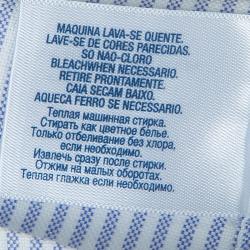 MAQUINA LAVA-SE QUENTE.
LAVE-SE DE CORES PARECIDAS.
SO NAO-CLORO
BLEACHWHEN NECESSARIO.
RETIRE PRONTAMENTE.
CAIA SECAM BAIXO.
AQUECA FERRO SE NECESSARIO.
Теплая машинная стирка.
Стирать как цветное белье.
Только отбеливание без хлора,
если необходимо.
Извлечь сразу после стирки.
Отжим на малых оборотах.
Теплая глажка если необходимо.